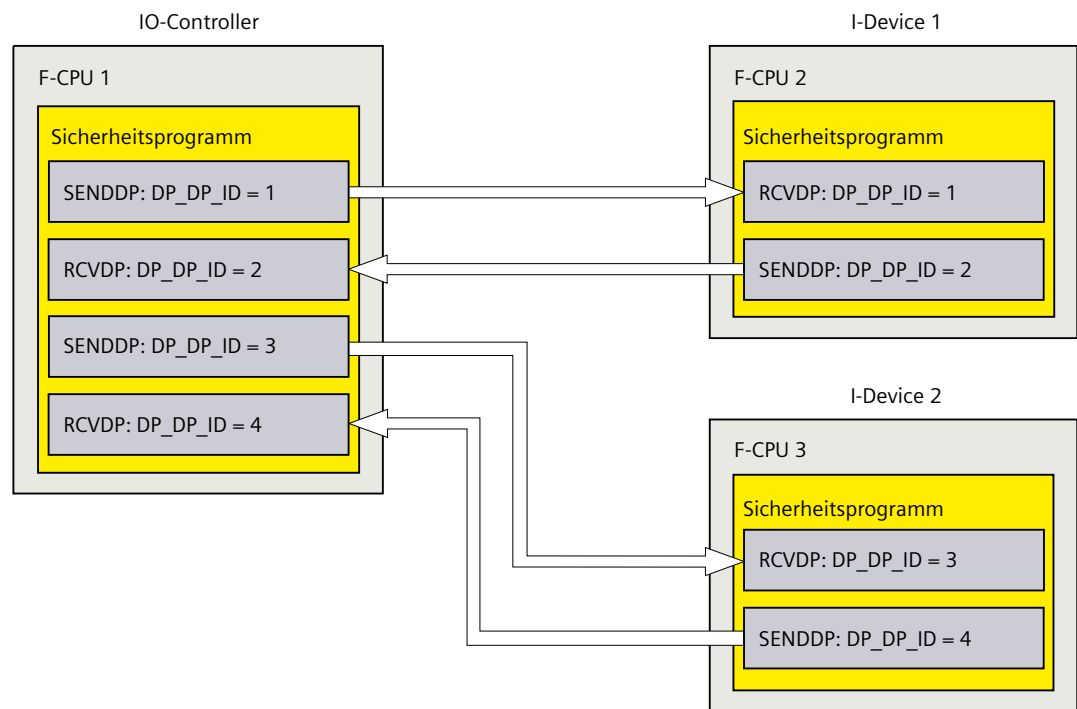 IO-Controller
F-CPU 1
Sicherheitsprogramm
SENDDP: DP_DP_ID = 1
RCVDP: DP_DP_ID = 2
SENDDP: DP_DP_ID = 3
RCVDP: DP_DP_ID = 4
I-Device 1
F-CPU 2
Sicherheitsprogramm
RCVDP: DP_DP_ID = 1
SENDDP: DP_DP_ID = 2
I-Device 2
F-CPU 3
Sicherheitsprogramm
RCVDP: DP_DP_ID = 3
SENDDP: DP_DP_ID = 4